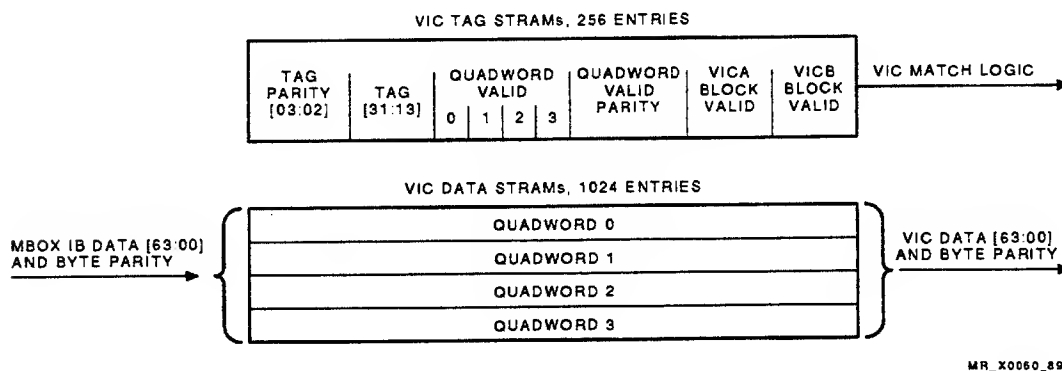 VIC TAG STRAMs, 256 ENTRIES
TAG PARITY [03:02]
TAG [31:13]
QUADWORD VALID
0 1 2 3
QUADWORD VALID PARITY
VICA BLOCK VALID
VICB BLOCK VALID
VIC MATCH LOGIC
VIC DATA STRAMs, 1024 ENTRIES
MBOX IB DATA [63:00]
AND BYTE PARITY
QUADWORD 0
QUADWORD 1
QUADWORD 2
QUADWORD 3
VIC DATA [63:00]
AND BYTE PARITY
MR_X0060_89